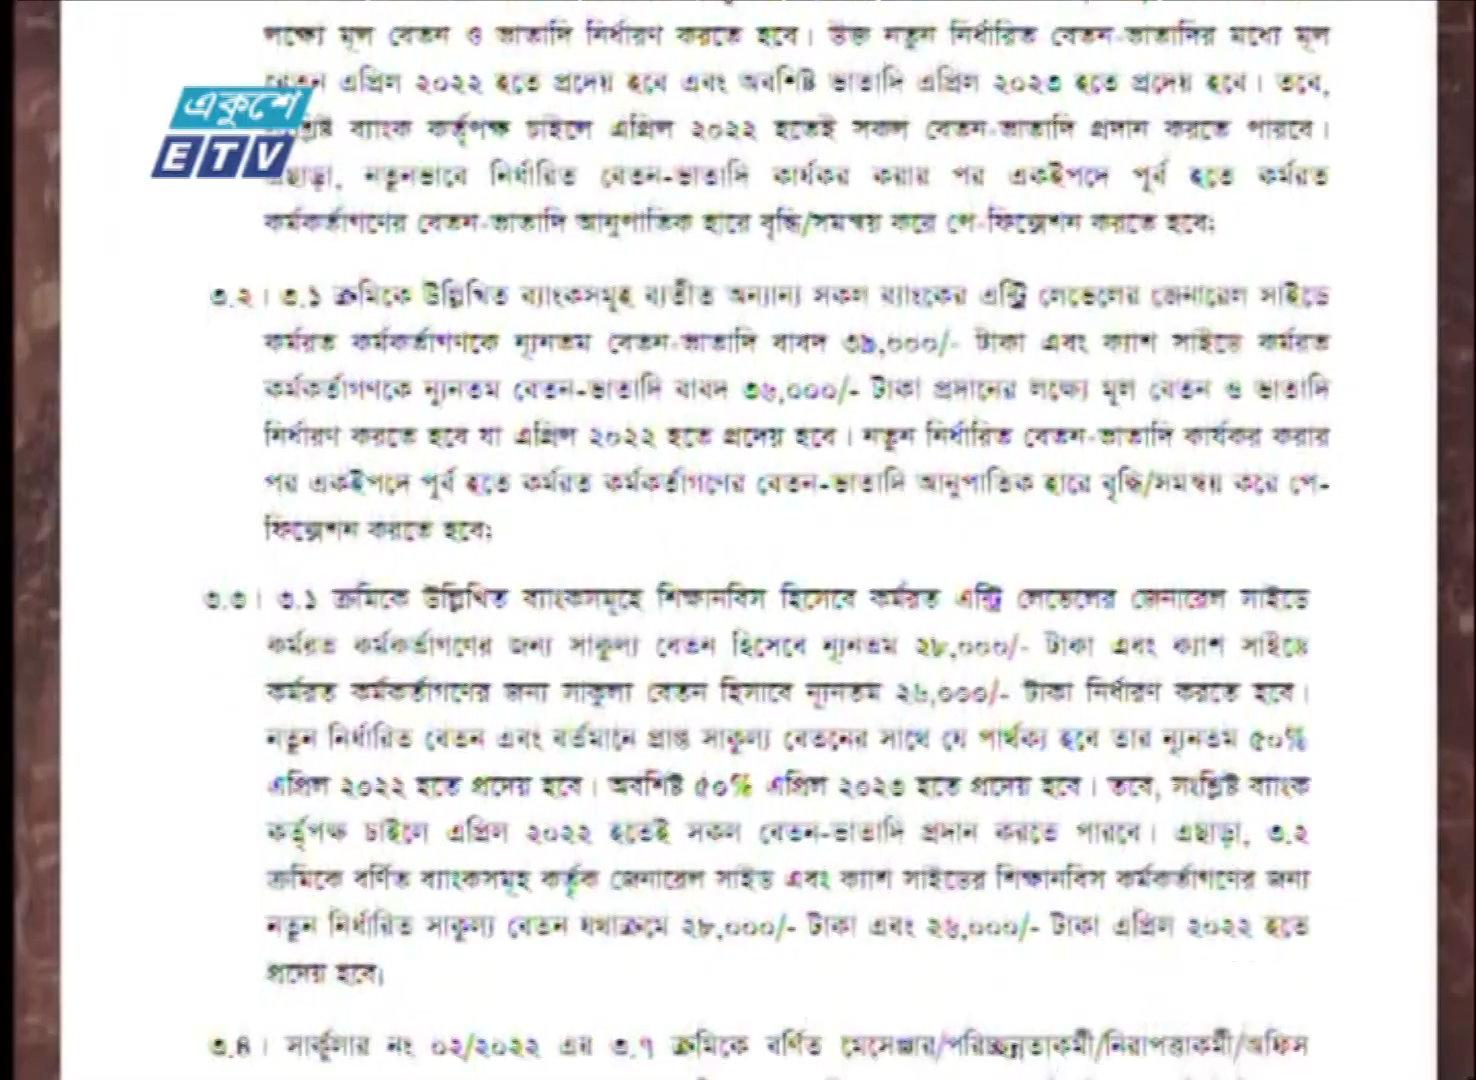 লক্ষ্যে মূল বেতন ও ভাতাদি নির্ধারণ করতে হবে। উক্ত নতুন নির্ধারিত বেতন-ভাতাদির মধ্যে মূল
বেতন এপ্রিল ২০২২ হতে প্রদেয় হবে এবং অবশিষ্ট ভাতাদি এপ্রিল ২০২৩ হতে প্রদেয় হবে। তবে,
একুশে
ETV
ব্যাংক কর্তৃপক্ষ চাইলে এপ্রিল ২০২২ হতেই সকল বেতন-ভাতাদি প্রদান করতে পারবে।
এছাড়া, নতুনভাবে নির্ধারিত বেতন-ভাতাদি কার্যকর করার পর একইপদে পূর্ব হতে কর্মরত
কর্মকর্তাগণের বেতন-ভাতাদি আনুপাতিক হারে বৃদ্ধি/সমন্বয় করে পে-ফিক্সেশন করতে হবে;
৩.২। ৩.১ ক্রমিকে উল্লিখিত ব্যাংকসমূহ ব্যতীত অন্যান্য সকল ব্যাংকের এন্ট্রি লেভেলের জেনারেল সাইডে
কর্মরত কর্মকর্তাগণকে ন্যূনতম বেতন-ভাতাদি বাবদ ৩৯,০০০/- টাকা এবং ক্যাশ সাইডে কর্মরত
কর্মকর্তাগণকে ন্যূনতম বেতন-ভাতাদি বাবদ ৩৬,০০০/- টাকা প্রদানের লক্ষ্যে মূল বেতন ও ভাতাদি
নির্ধারণ করতে হবে যা এপ্রিল ২০২২ হতে প্রদেয় হবে। নতুন নির্ধারিত বেতন-ভাতাদি কার্যকর করার
পর একইপদে পূর্ব হতে কর্মরত কর্মকর্তাগণের বেতন-ভাতাদি আনুপাতিক হারে বৃদ্ধি/সমন্বয় করে পে-
ফিক্সেশন করতে হবে;
৩.৩। ৩.১ ক্রমিকে উল্লিখিত ব্যাংকসমূহে শিক্ষানবিস হিসেবে কর্মরত এন্ট্রি লেভেলের জেনারেল সাইডে
কর্মরত কর্মকর্তাগণের জন্য সাকুল্য বেতন হিসেবে ন্যূনতম ২৮,০০০/- টাকা এবং ক্যাশ সাইডে
কর্মরত কর্মকর্তাগণের জন্য সাকুল্য বেতন হিসাবে ন্যূনতম ২৬,০০০/- টাকা নির্ধারণ করতে হবে।
নতুন নির্ধারিত বেতন এবং বর্তমানে প্রাপ্ত সাকুল্য বেতনের সাথে যে পার্থক্য হবে তার ন্যূনতম ৫০%
এপ্রিল ২০২২ হতে প্রদেয় হবে। অবশিষ্ট ৫০% এপ্রিল ২০২৩ হতে প্রদেয় হবে। তবে, সংশ্লিষ্ট ব্যাংক
কর্তৃপক্ষ চাইলে এপ্রিল ২০২২ হতেই সকল বেতন-ভাতাদি প্রদান করতে পারবে। এছাড়া, ৩.২
ক্রমিকে বর্ণিত ব্যাংকসমূহ কর্তৃক জেনারেল সাইড এবং ক্যাশ সাইডের শিক্ষানবিস কর্মকর্তাগণের জন্য
নতুন নির্ধারিত সাকুল্য বেতন যথাক্রমে ২৮,০০০/- টাকা এবং ২৬,০০০/- টাকা এপ্রিল ২০২২ হতে
প্রদেয় হবে।
৩.৪। সার্কুলার নং ০২/২০২২ এর ৩.৭ ক্রমিকে বর্ণিত মেসেঞ্জার/পরিচ্ছন্নতাকর্মী/নিরাপত্তাকর্মী/অফিস